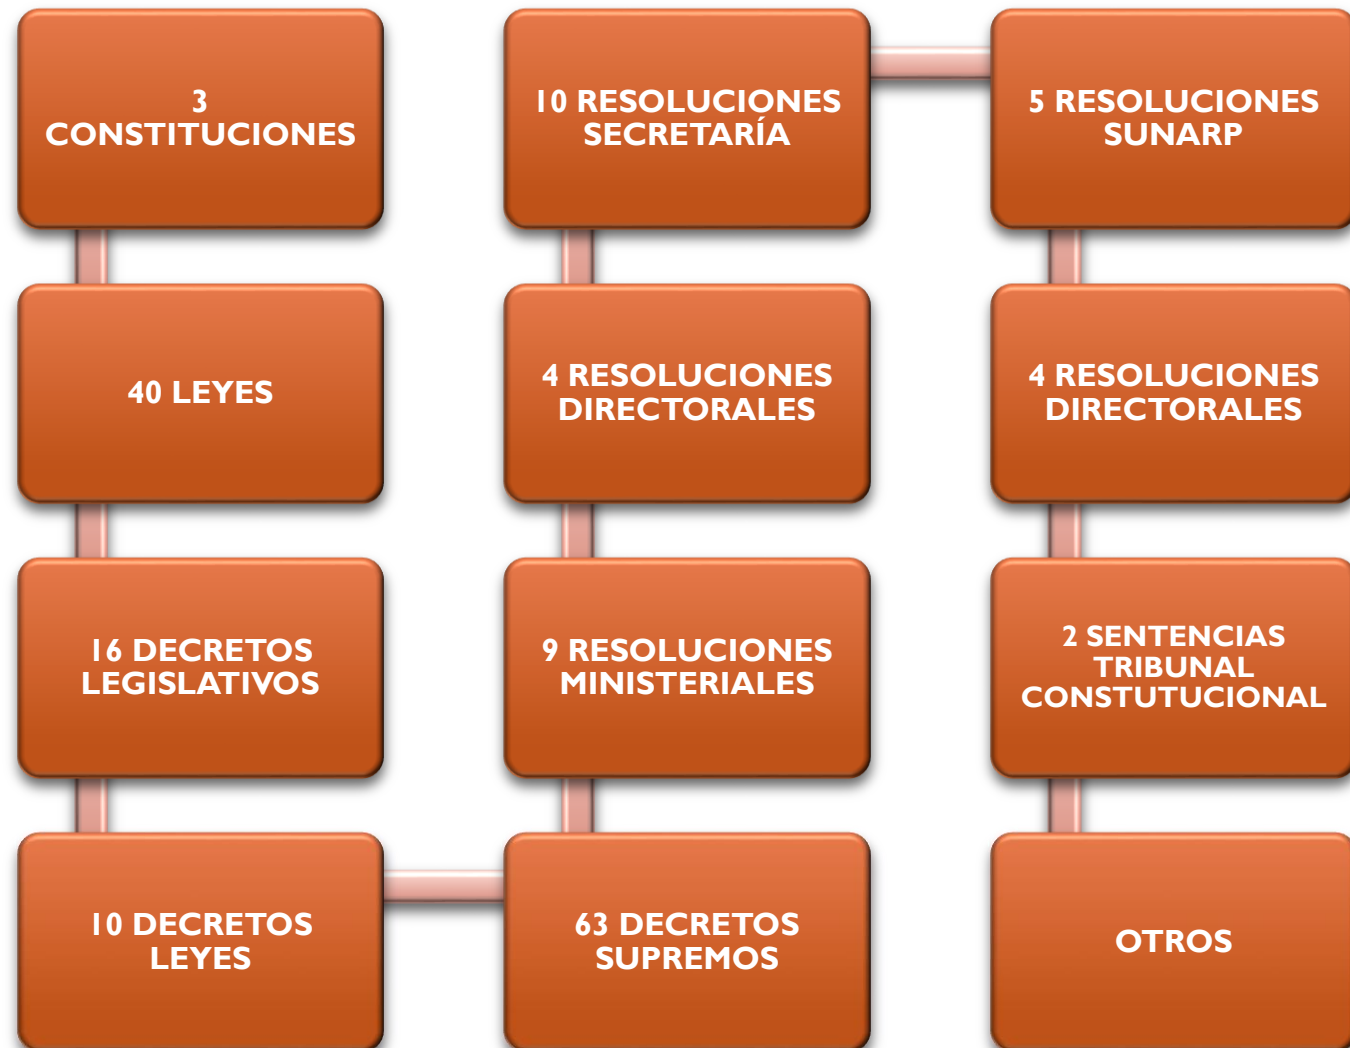 3
CONSTITUCIONES
40 LEYES
16 DECRETOS
LEGISLATIVOS
10 DECRETOS
LEYES
63 DECRETOS
SUPREMOS
9 RESOLUCIONES
MINISTERIALES
4 RESOLUCIONES
DIRECTORALES
10 RESOLUCIONES
SECRETARÍA
5 RESOLUCIONES
SUNARP
4 RESOLUCIONES
DIRECTORALES
2 SENTENCIAS
TRIBUNAL
CONSTUTUCIONAL
OTROS